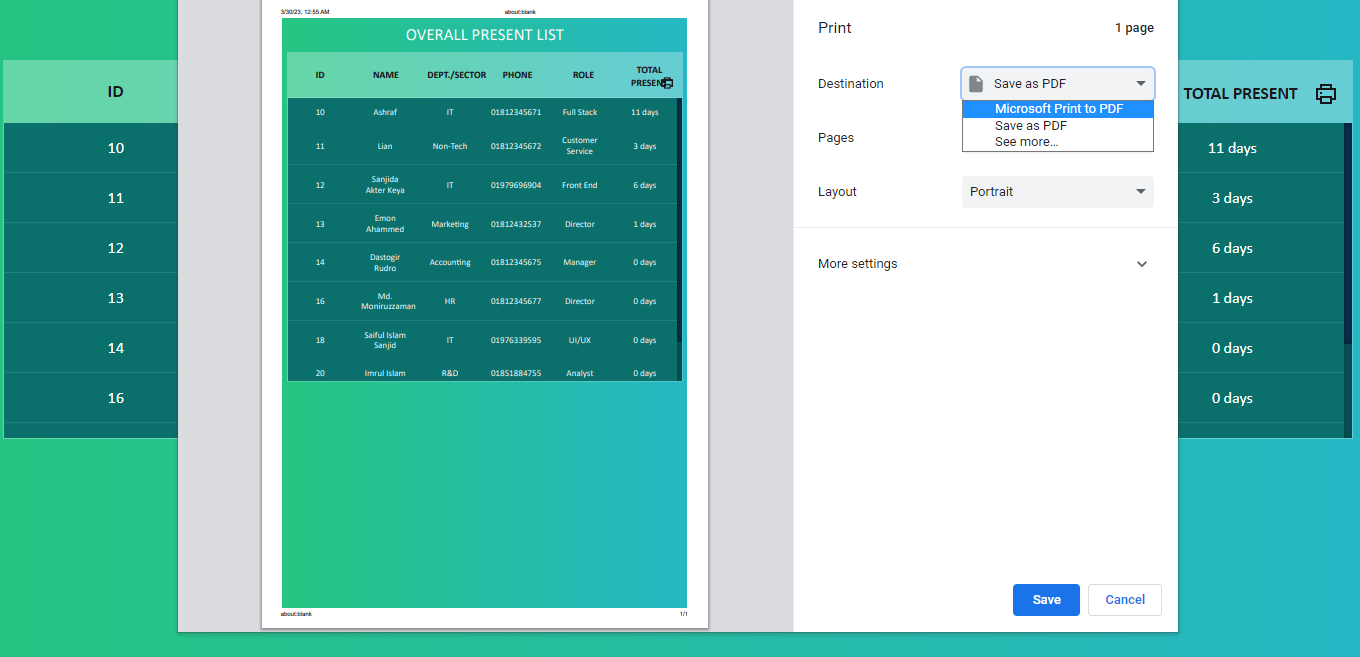 3/30/23, 12:55 AM about:blank
OVERALL PRESENT LIST
ID NAME DEPT./SECTOR PHONE ROLE TOTAL PRESENT
10 Ashraf IT 01812345671 Full Stack 11 days
11 Lian Non-Tech 01812345672 Customer Service 3 days
12 Sanjida Akter Keya IT 01979696904 Front End 6 days
13 Emon Ahammed Marketing 01812432537 Director 1 days
14 Dastogir Rudro Accounting 01812345675 Manager 0 days
16 Md. Moniruzzaman HR 01812345677 Director 0 days
18 Saiful Islam Sanjid IT 01976339595 UI/UX 0 days
20 Imrul Islam R&D 01851884755 Analyst 0 days
about:blank 1/1
Print 1 page
Destination Save as PDF
Microsoft Print to PDF
Save as PDF
See more...
Pages
Layout Portrait
More settings
Save Cancel
ID TOTAL PRESENT
10 11 days
11 3 days
12 6 days
13 1 days
14 0 days
16 0 days